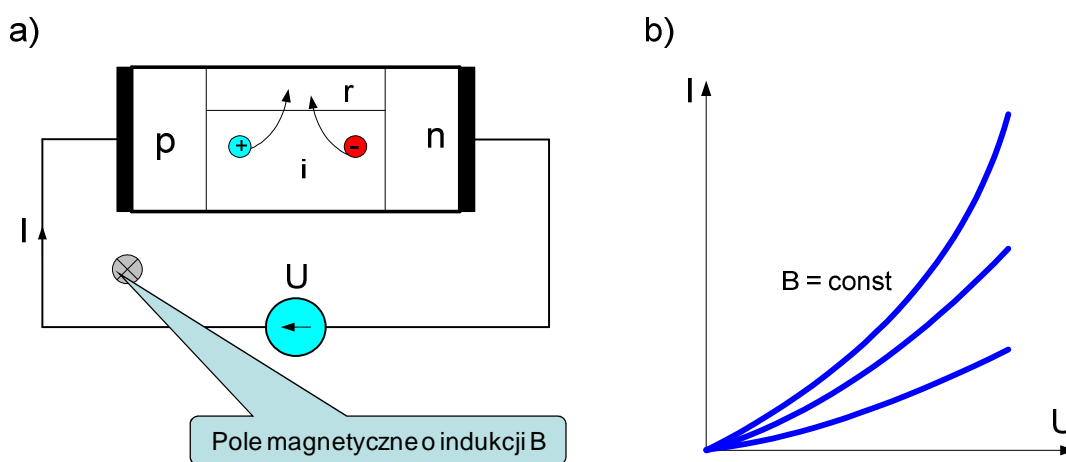 a)
p
r
i
n
+
-
I
U
Pole magnetyczne o indukcji B
b)
I
B = const
U